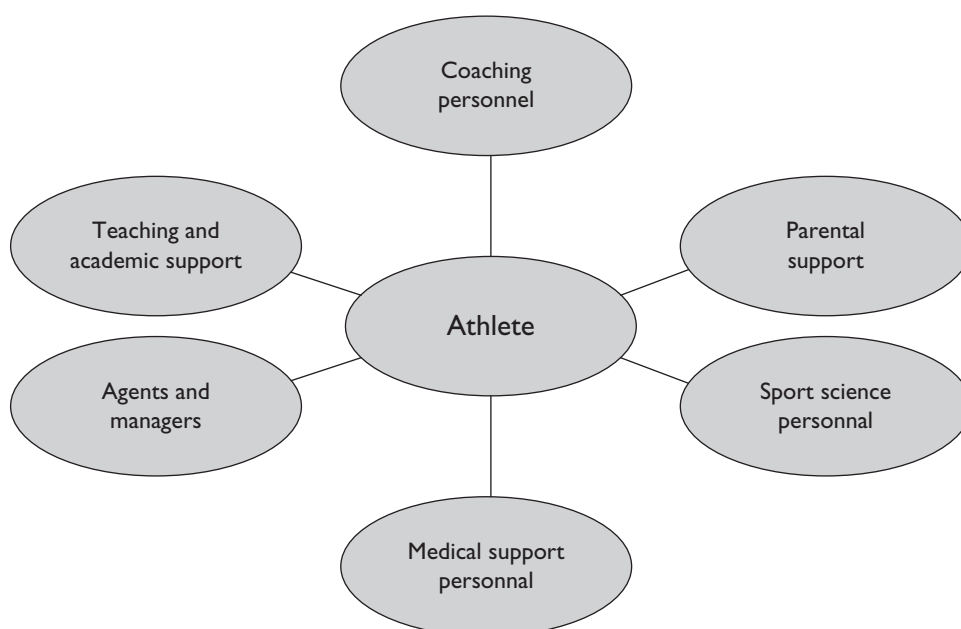 Coaching
personnel
Teaching and
academic support
Parental
support
Athlete
Agents and
managers
Sport science
personnal
Medical support
personnal